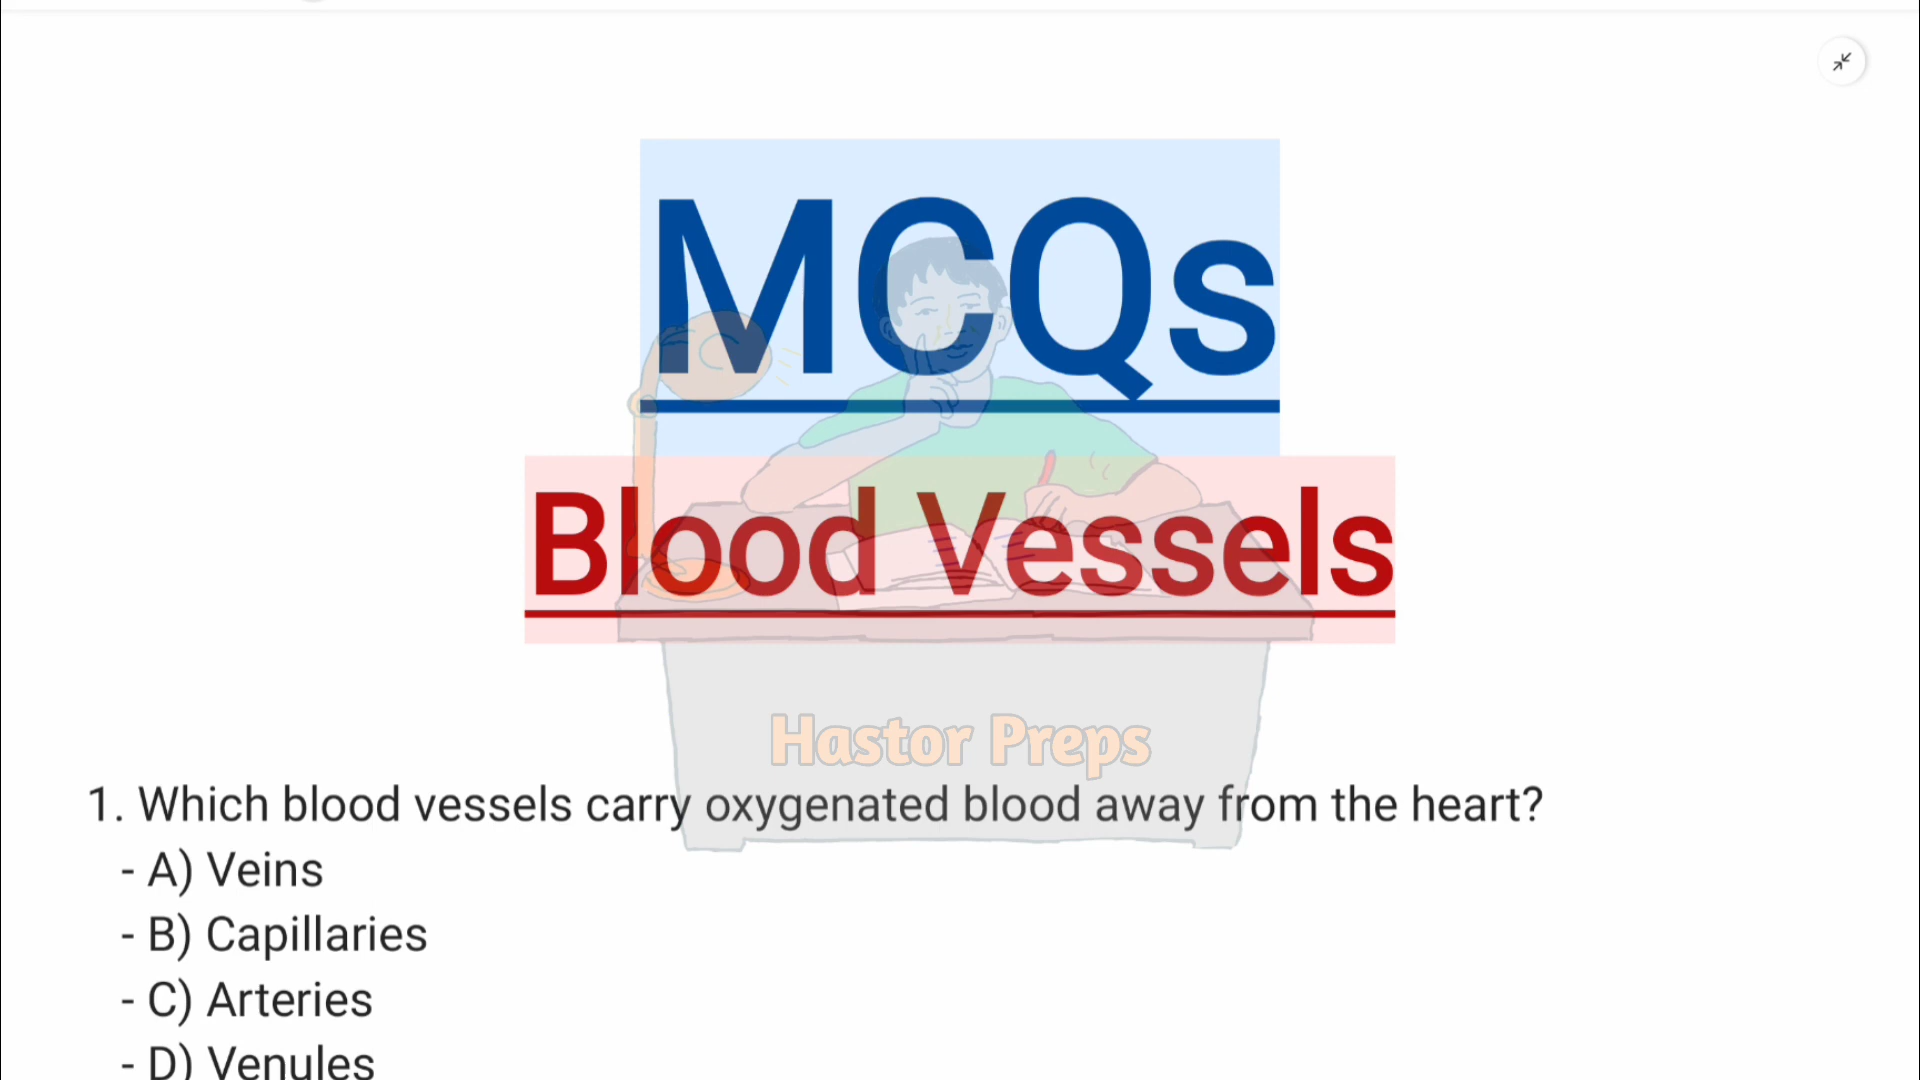 MCQs
Blood Vessels
Hastor Preps
1. Which blood vessels carry oxygenated blood away from the heart?
- A) Veins
- B) Capillaries
- C) Arteries
- D) Venules